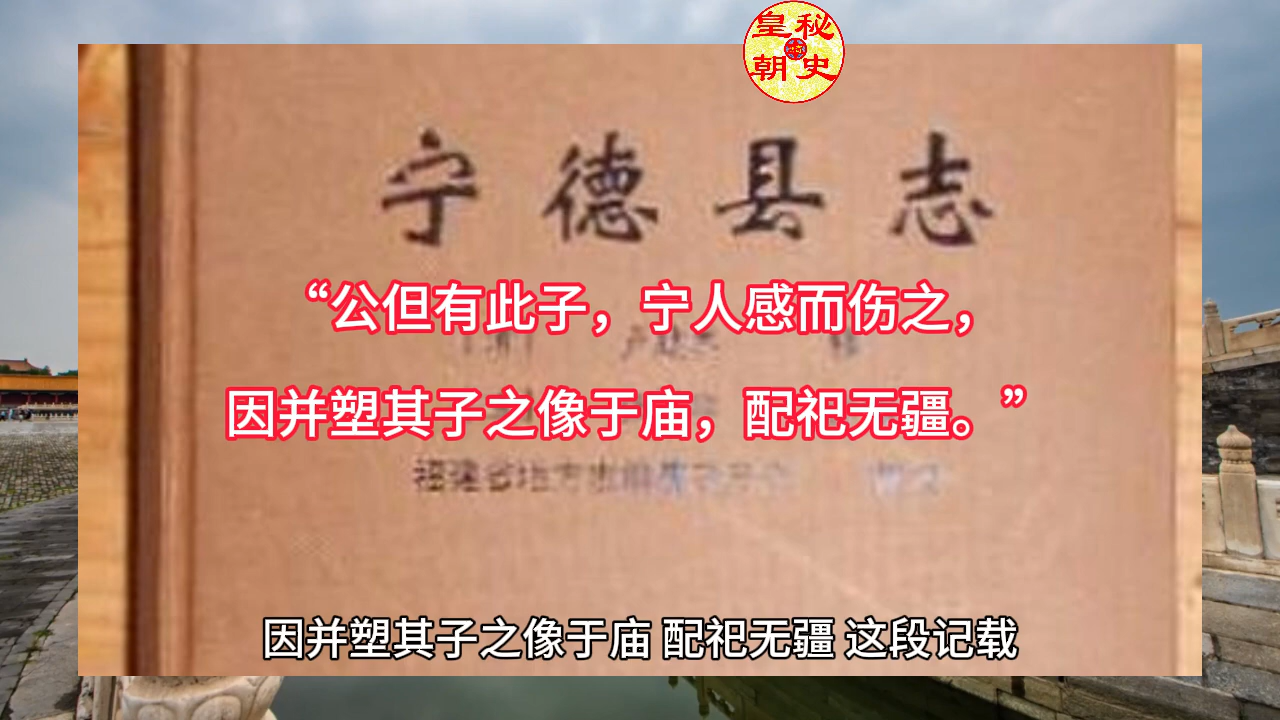 皇秘
朝史
宁德县志
“公但有此子，宁人感而伤之，
因并塑其子之像于庙，配祀无疆。”
因并塑其子之像于庙 配祀无疆 这段记载